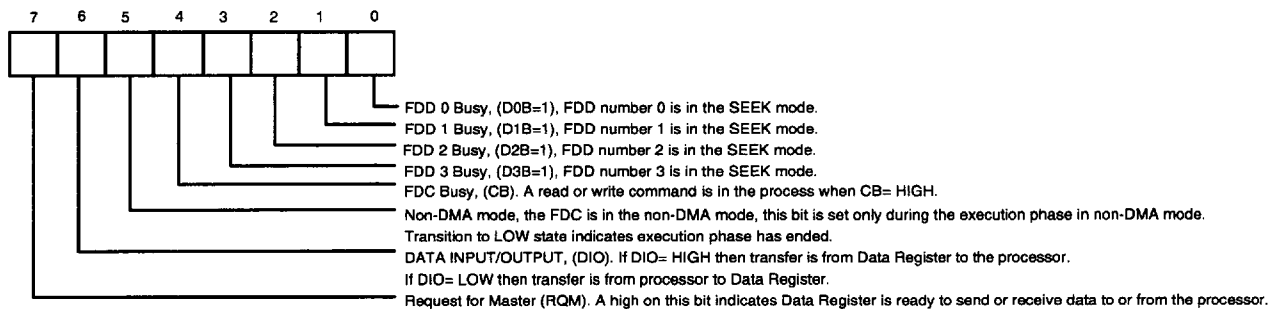 7 6 5 4 3 2 1 0
FDD 0 Busy, (D0B=1), FDD number 0 is in the SEEK mode.
FDD 1 Busy, (D1B=1), FDD number 1 is in the SEEK mode.
FDD 2 Busy, (D2B=1), FDD number 2 is in the SEEK mode.
FDD 3 Busy, (D3B=1), FDD number 3 is in the SEEK mode.
FDC Busy, (CB). A read or write command is in the process when CB= HIGH.
Non-DMA mode, the FDC is in the non-DMA mode, this bit is set only during the execution phase in non-DMA mode.
Transition to LOW state indicates execution phase has ended.
DATA INPUT/OUTPUT, (DIO). If DIO= HIGH then transfer is from Data Register to the processor.
If DIO= LOW then transfer is from processor to Data Register.
Request for Master (RQM). A high on this bit indicates Data Register is ready to send or receive data to or from the processor.